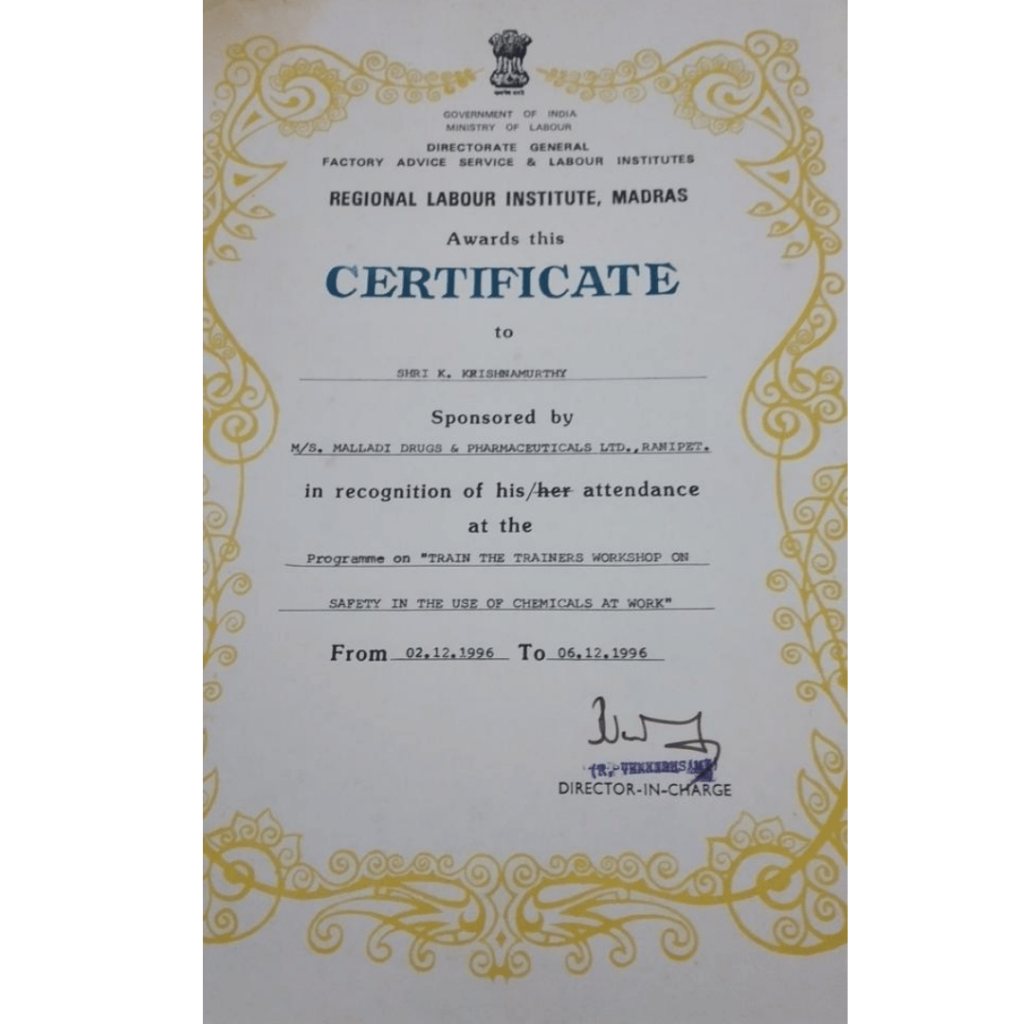 GOVERNMENT OF INDIA
MINISTRY OF LABOUR
DIRECTORATE GENERAL
FACTORY ADVICE SERVICE & LABOUR INSTITUTES
REGIONAL LABOUR INSTITUTE, MADRAS
Awards this
CERTIFICATE
to
SHRI K. KRISHNAMURTHY
Sponsored by
M/S. MALLADI DRUGS & PHARMACEUTICALS LTD.,RANIPET.
in recognition of his/her attendance
at the
Programme on "TRAIN THE TRAINERS WORKSHOP ON
SAFETY IN THE USE OF CHEMICALS AT WORK"
From 02.12.1996 To 06.12.1996
DIRECTOR-IN-CHARGE